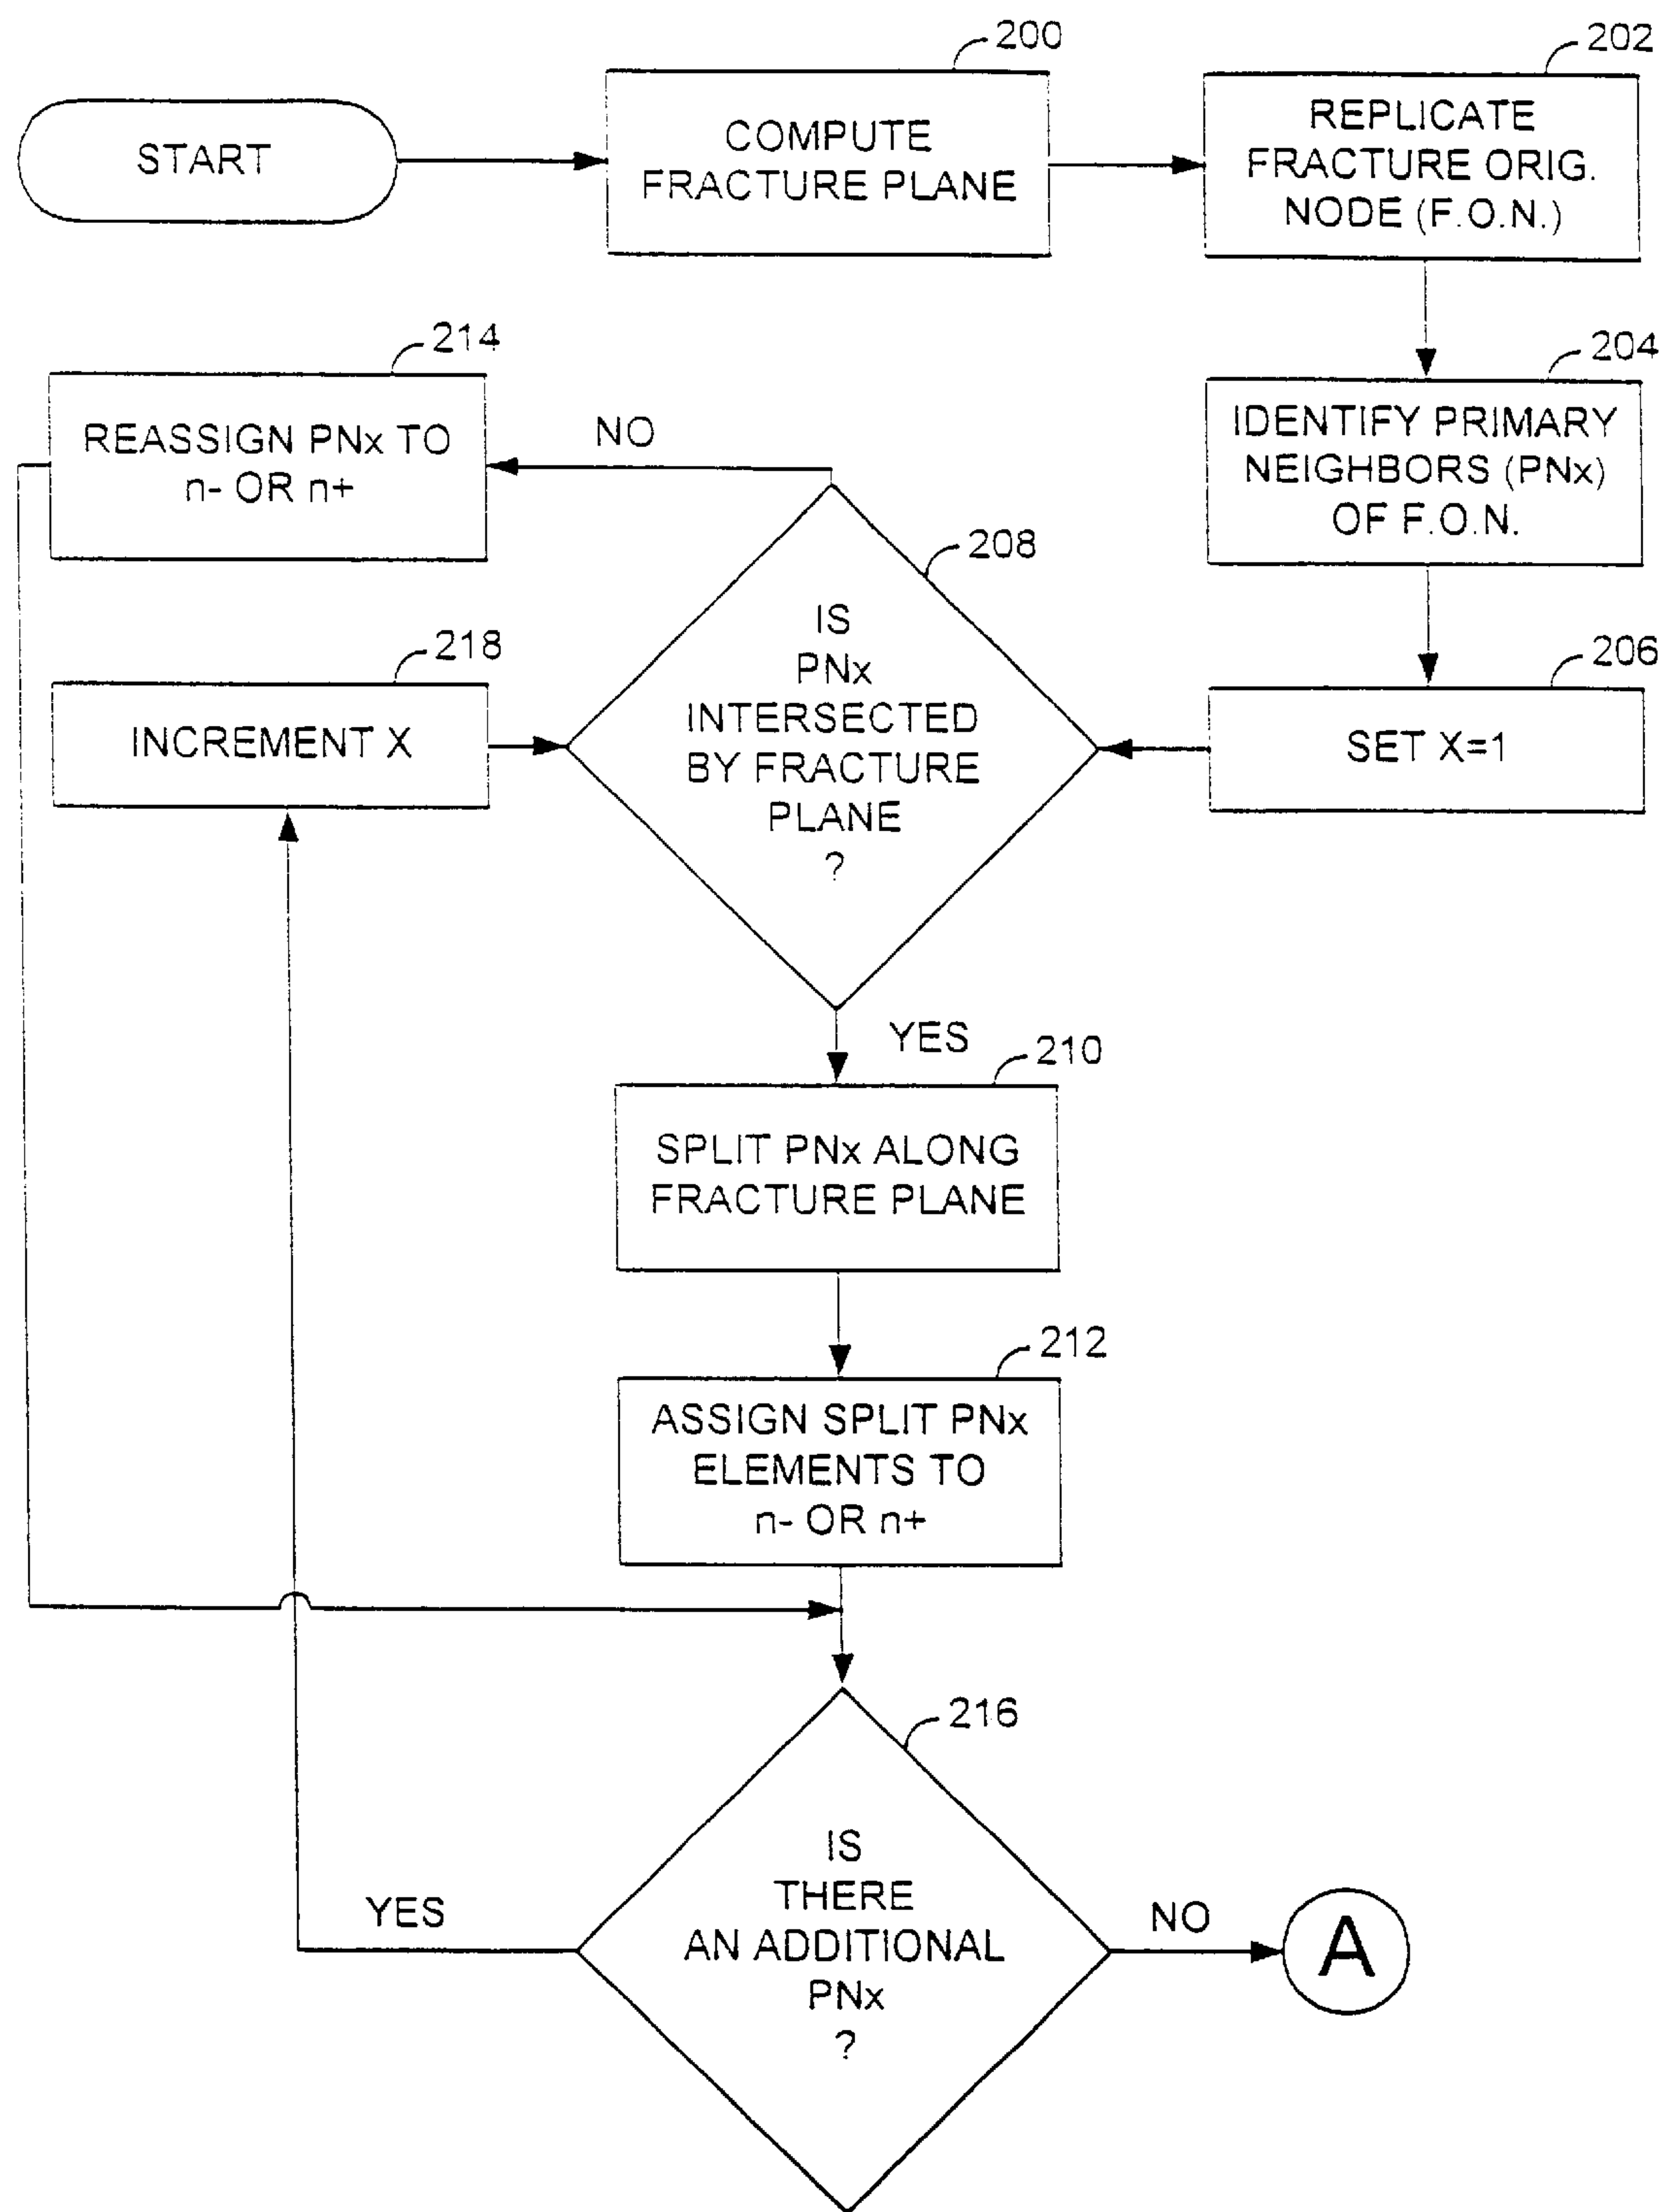 START
200
COMPUTE
FRACTURE PLANE
202
REPLICATE
FRACTURE ORIG.
NODE (F.O.N.)
204
IDENTIFY PRIMARY
NEIGHBORS (PNx)
OF F.O.N.
206
SET X=1
208
IS
PNx
INTERSECTED
BY FRACTURE
PLANE
?
NO
214
REASSIGN PNx TO
n- OR n+
218
INCREMENT X
YES
210
SPLIT PNx ALONG
FRACTURE PLANE
212
ASSIGN SPLIT PNx
ELEMENTS TO
n- OR n+
216
IS
THERE
AN ADDITIONAL
PNx
?
YES
NO
A